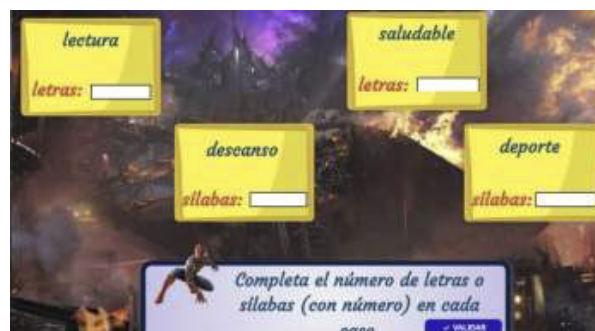 lectura
letras:
saludable
letras:
descanso
sílabas:
deporte
sílabas:
Completa el número de letras o
sílabas (con número) en cada
caso
✓ VALIDAR